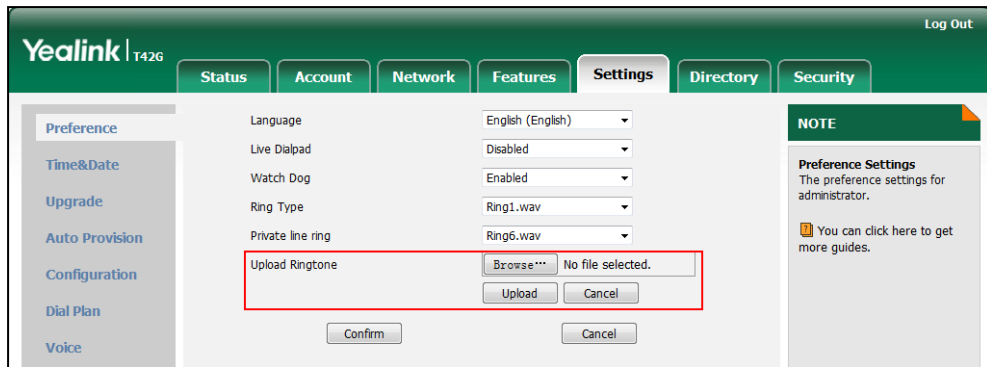 Log Out
Yealink T42G
Status Account Network Features Settings Directory Security
Preference
Time&Date
Upgrade
Auto Provision
Configuration
Dial Plan
Voice
Language English (English)
Live Dialpad Disabled
Watch Dog Enabled
Ring Type Ring1.wav
Private line ring Ring6.wav
Upload Ringtone Browse··· No file selected.
Upload Cancel
Confirm Cancel
NOTE
Preference Settings
The preference settings for
administrator.
You can click here to get
more guides.